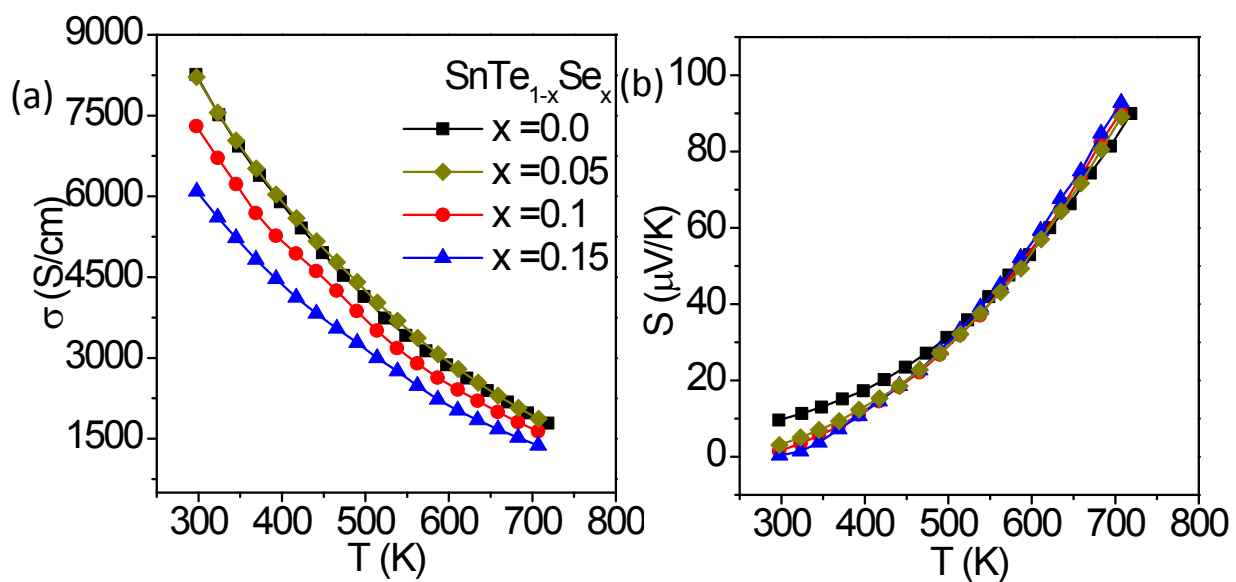 (a)
σ (S/cm)
9000
7500
6000
4500
3000
1500
SnTe1-xSex
x =0.0
x =0.05
x =0.1
x =0.15
300 400 500 600 700 800
T (K)
(b)
S (μV/K)
100
80
60
40
20
0
300 400 500 600 700 800
T (K)